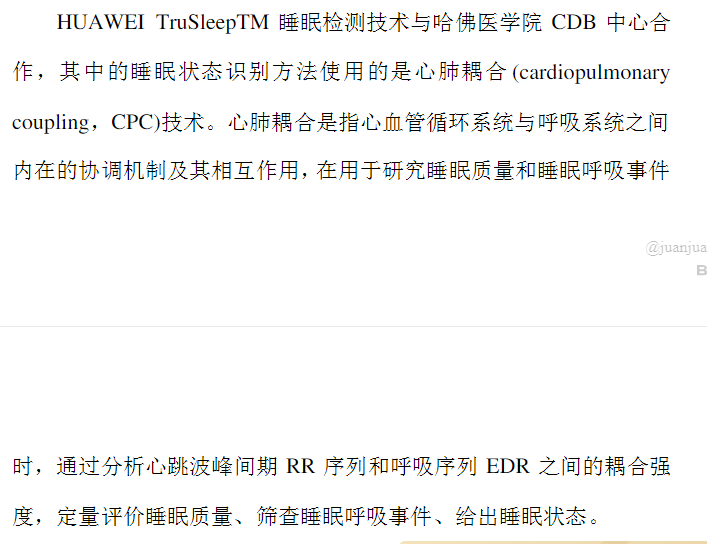 HUAWEI TruSleepTM 睡眠检测技术与哈佛医学院 CDB 中心合
作，其中的睡眠状态识别方法使用的是心肺耦合(cardiopulmonary
coupling，CPC)技术。心肺耦合是指心血管循环系统与呼吸系统之间
内在的协调机制及其相互作用，在用于研究睡眠质量和睡眠呼吸事件
@juanjua
B
时，通过分析心跳波峰间期 RR 序列和呼吸序列 EDR 之间的耦合强
度，定量评价睡眠质量、筛查睡眠呼吸事件、给出睡眠状态。